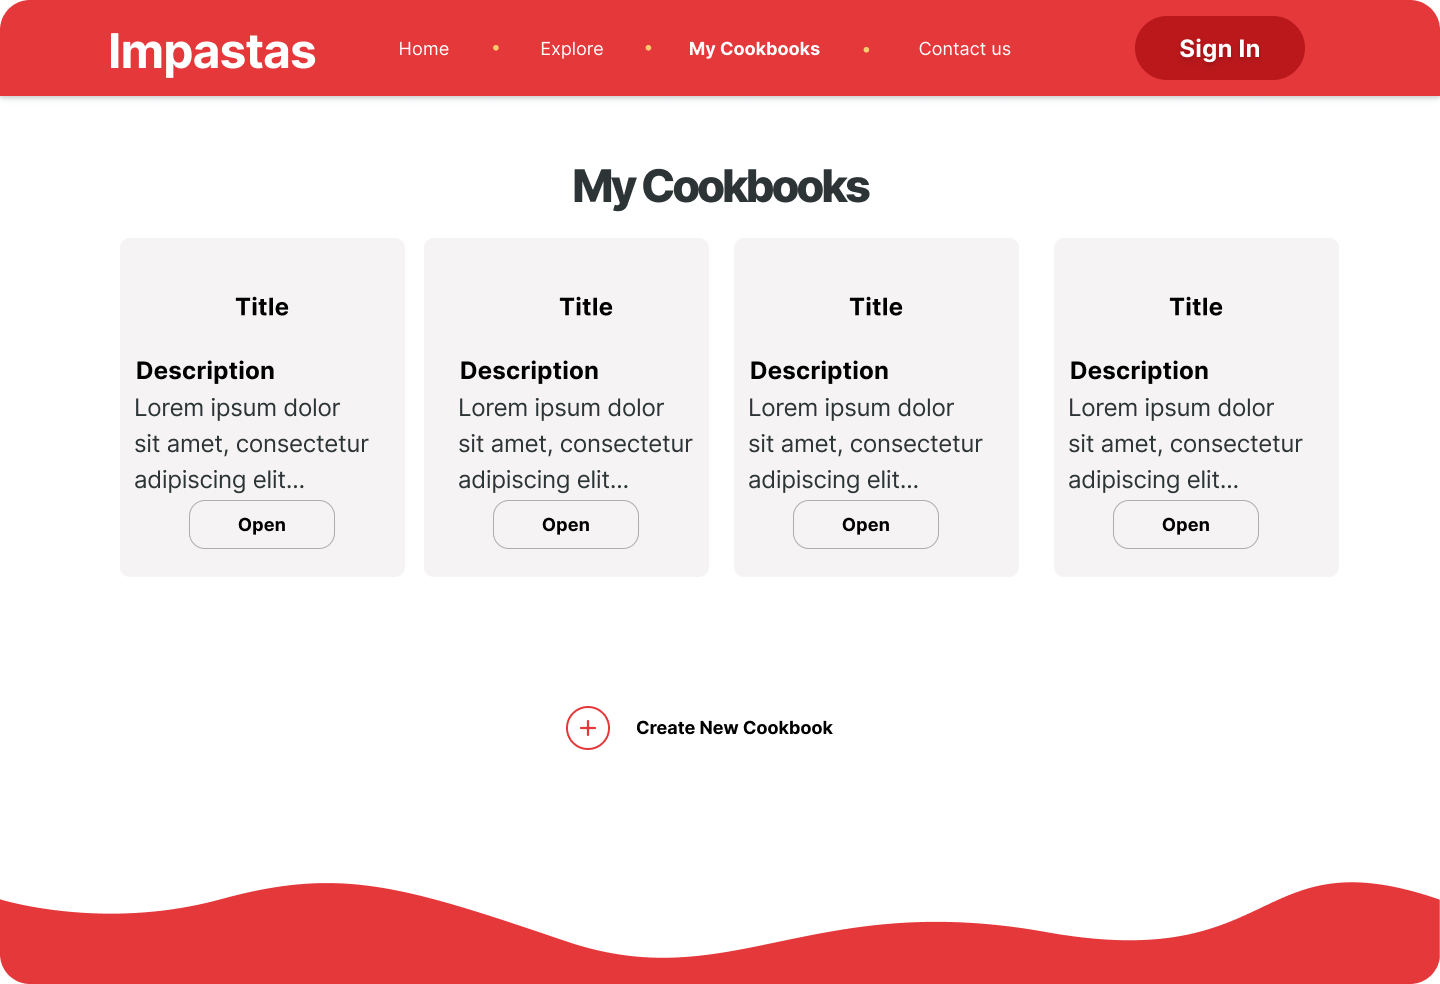 Impastas
Home • Explore • My Cookbooks • Contact us
Sign In
My Cookbooks
Title
Description
Lorem ipsum dolor
sit amet, consectetur
adipiscing elit...
Open
Title
Description
Lorem ipsum dolor
sit amet, consectetur
adipiscing elit...
Open
Title
Description
Lorem ipsum dolor
sit amet, consectetur
adipiscing elit...
Open
Title
Description
Lorem ipsum dolor
sit amet, consectetur
adipiscing elit...
Open
Create New Cookbook